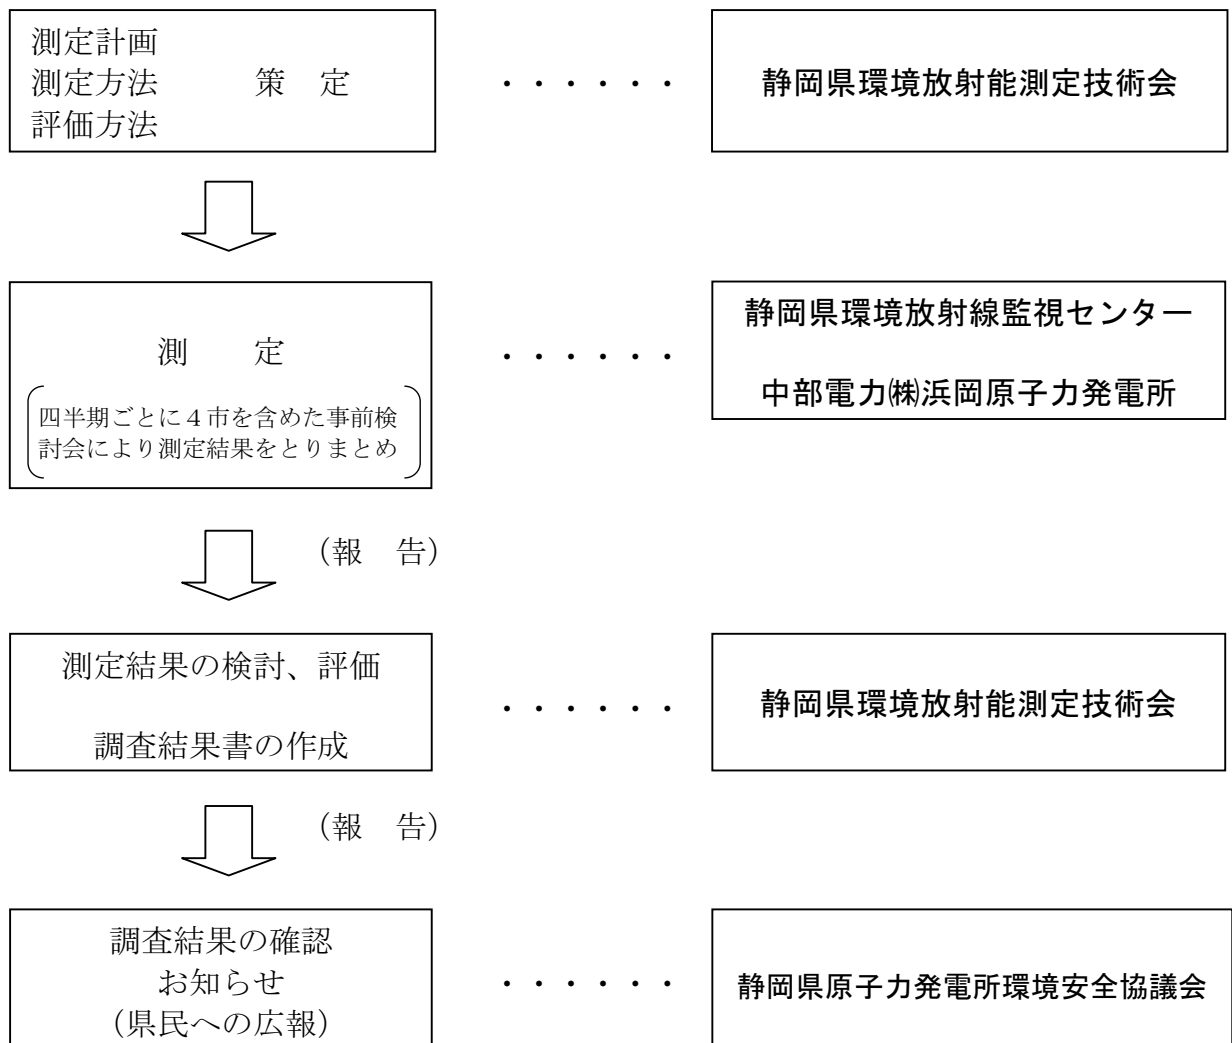 測定計画
測定方法　　　策　定
評価方法
・・・・・・
静岡県環境放射能測定技術会
測　　定
四半期ごとに４市を含めた事前検
討会により測定結果をとりまとめ
・・・・・・
静岡県環境放射線監視センター
中部電力㈱浜岡原子力発電所
（報　告）
測定結果の検討、評価
調査結果書の作成
・・・・・・
静岡県環境放射能測定技術会
（報　告）
調査結果の確認
お知らせ
（県民への広報）
・・・・・・
静岡県原子力発電所環境安全協議会